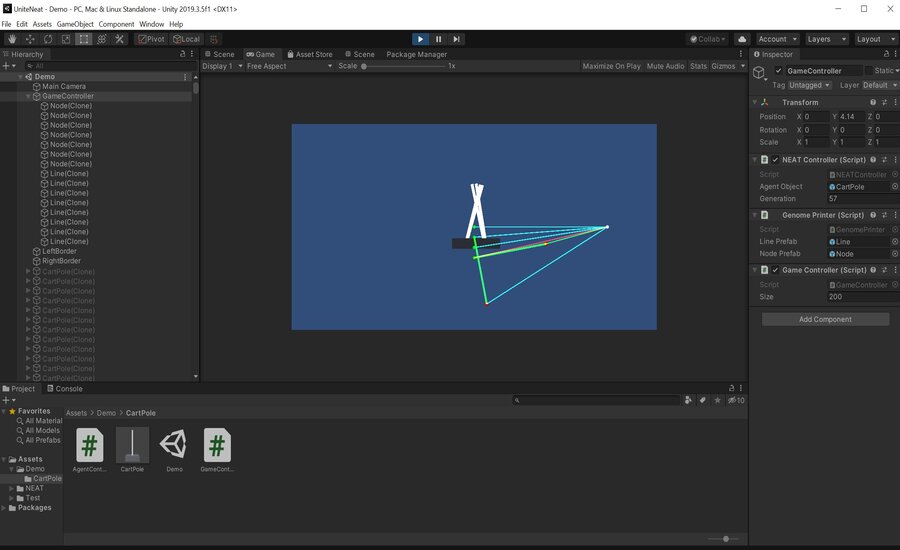 UniteNeat - Demo - PC, Mac & Linux Standalone - Unity 2019.3.5f1 <DX11>
File Edit Assets GameObject Component Window Help
Pivot Local Collab Account Layers Layout
Hierarchy
Scene Game Asset Store Scene Package Manager
Inspector
All
Display 1 Free Aspect Scale 1x Maximize On Play Mute Audio Stats Gizmos
Demo
Main Camera
GameController
Node(Clone)
Node(Clone)
Node(Clone)
Node(Clone)
Node(Clone)
Node(Clone)
Node(Clone)
Line(Clone)
Line(Clone)
Line(Clone)
Line(Clone)
Line(Clone)
Line(Clone)
Line(Clone)
Line(Clone)
LeftBorder
RightBorder
CartPole(Clone)
CartPole(Clone)
CartPole(Clone)
CartPole(Clone)
CartPole(Clone)
CartPole(Clone)
CartPole(Clone)
CartPole(Clone)
CartPole(Clone)
CartPole(Clone)
CartPole(Clone)
CartPole(Clone)
GameController Static
Tag Untagged Layer Default
Transform
Position X 0 Y 4.14 Z 0
Rotation X 0 Y 0 Z 0
Scale X 1 Y 1 Z 1
NEAT Controller (Script)
Script NEATController
Agent Object CartPole
Generation 57
Genome Printer (Script)
Script GenomePrinter
Line Prefab Line
Node Prefab Node
Game Controller (Script)
Script GameController
Size 200
Add Component
Project Console
10
Favorites
All Material
All Models
All Prefabs
Assets
Demo
CartPole
NEAT
Test
Packages
Assets > Demo > CartPole
AgentCont... CartPole Demo GameCont...